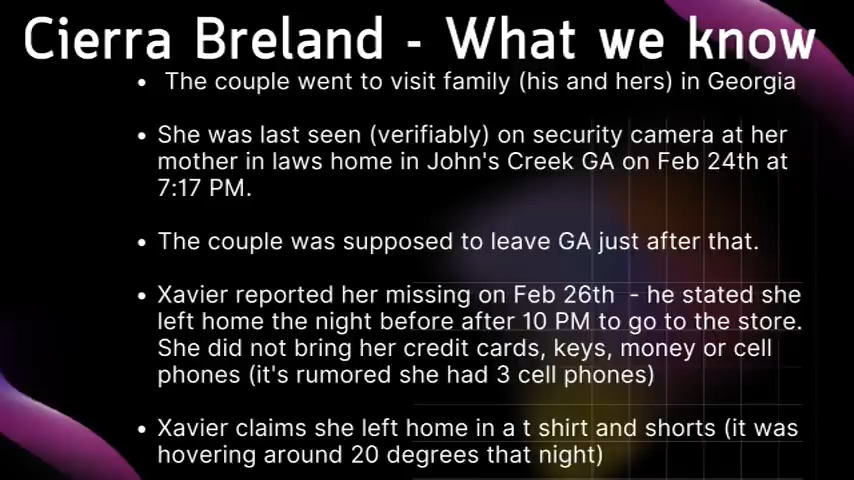 Cierra Breland - What we know
• The couple went to visit family (his and hers) in Georgia
• She was last seen (verifiably) on security camera at her
mother in laws home in John's Creek GA on Feb 24th at
7:17 PM.
• The couple was supposed to leave GA just after that.
• Xavier reported her missing on Feb 26th - he stated she
left home the night before after 10 PM to go to the store.
She did not bring her credit cards, keys, money or cell
phones (it's rumored she had 3 cell phones)
• Xavier claims she left home in a t shirt and shorts (it was
hovering around 20 degrees that night)